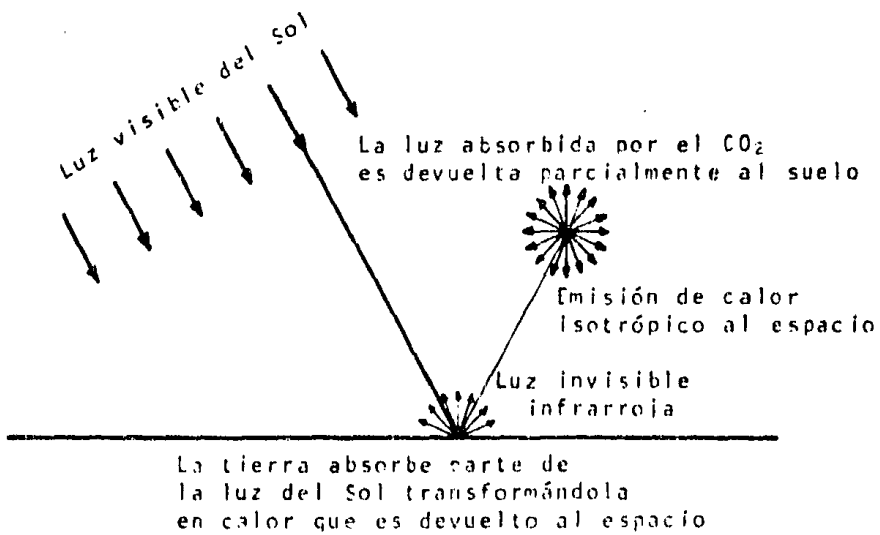 Luz visible del Sol
La luz absorbida por el CO₂
es devuelta parcialmente al suelo
Emisión de calor
isotrópico al espacio
Luz invisible
infrarroja
La tierra absorbe parte de
la luz del Sol transformándola
en calor que es devuelto al espacio